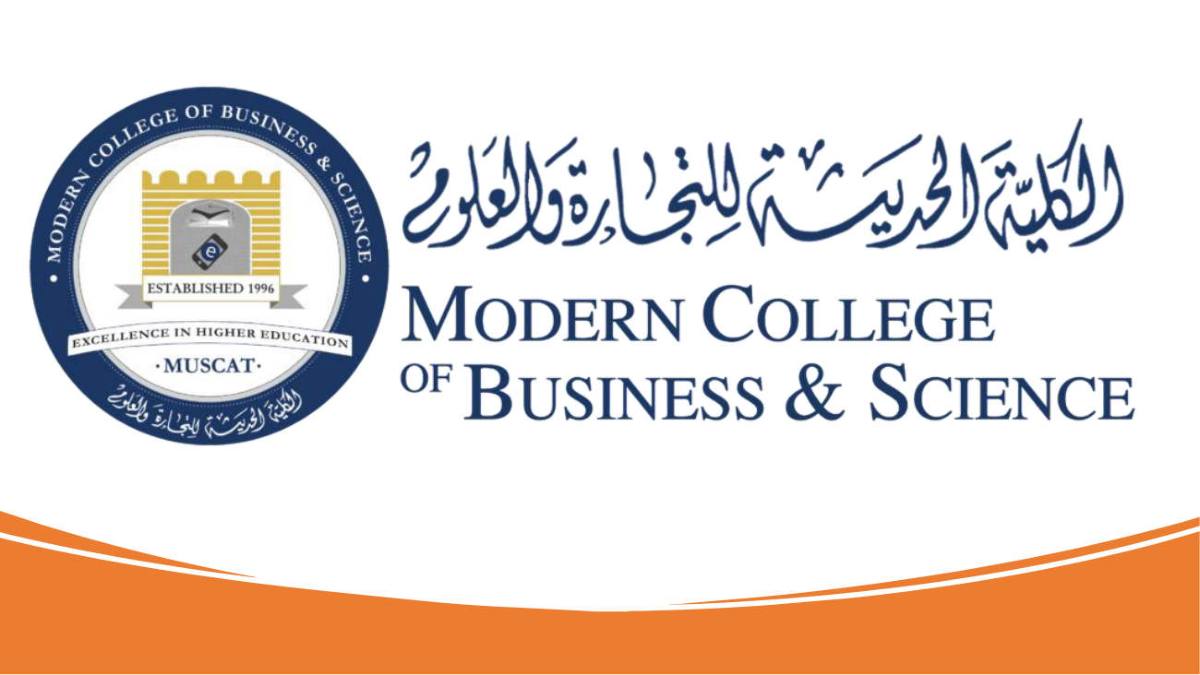 MODERN COLLEGE OF BUSINESS & SCIENCE
e
ESTABLISHED 1996
EXCELLENCE IN HIGHER EDUCATION
·MUSCAT·
الكلية الحديثة للتجارة والعلوم
الكليّة الحديثة للتجارة والعلوم
MODERN COLLEGE
OF BUSINESS & SCIENCE